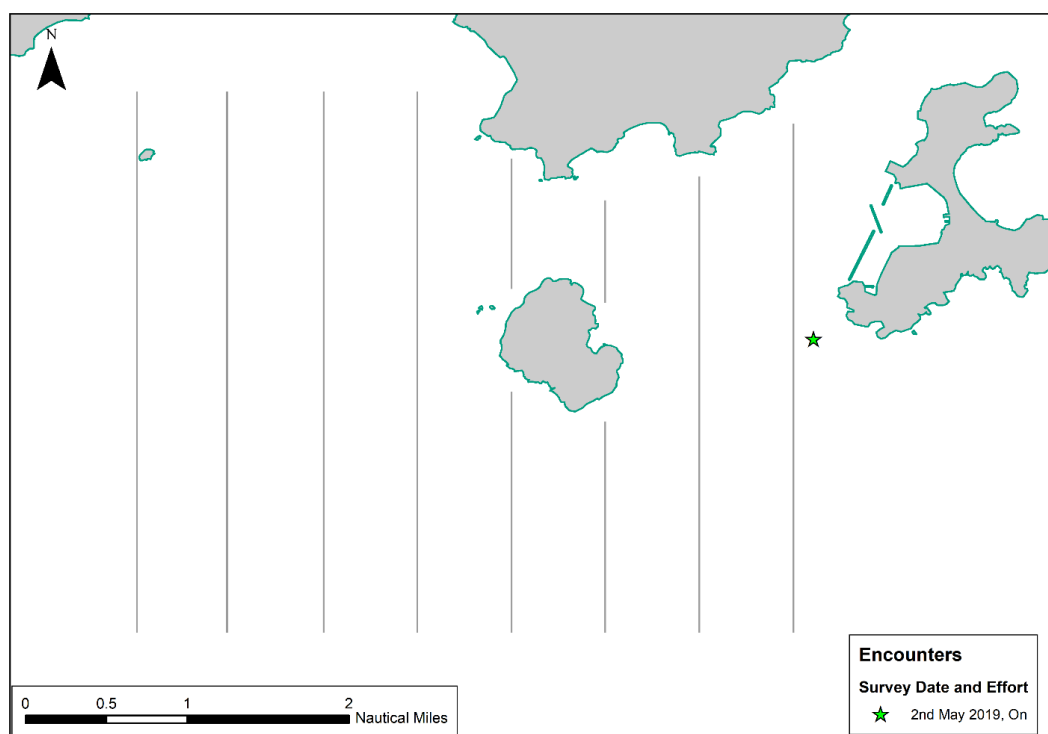 N
Encounters
Survey Date and Effort
2nd May 2019, On
0 0.5 1 2
Nautical Miles